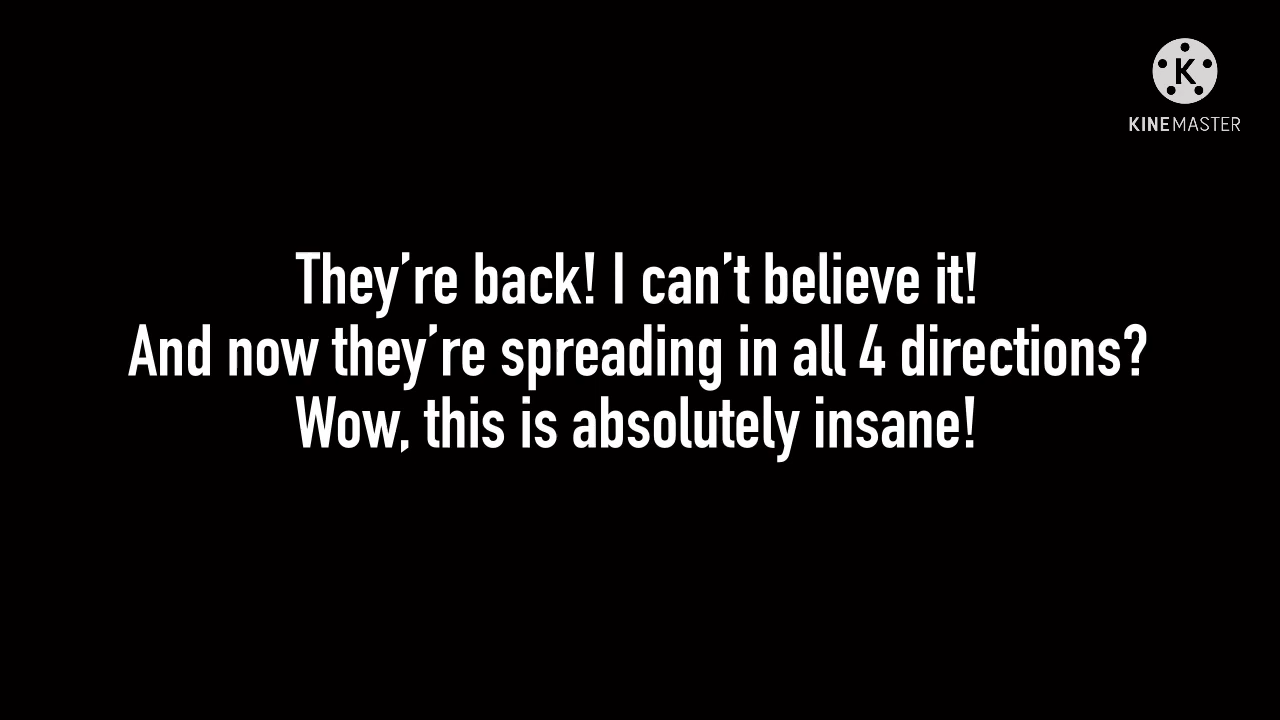 K
KINEMASTER
They're back! I can't believe it!
And now they're spreading in all 4 directions?
Wow, this is absolutely insane!